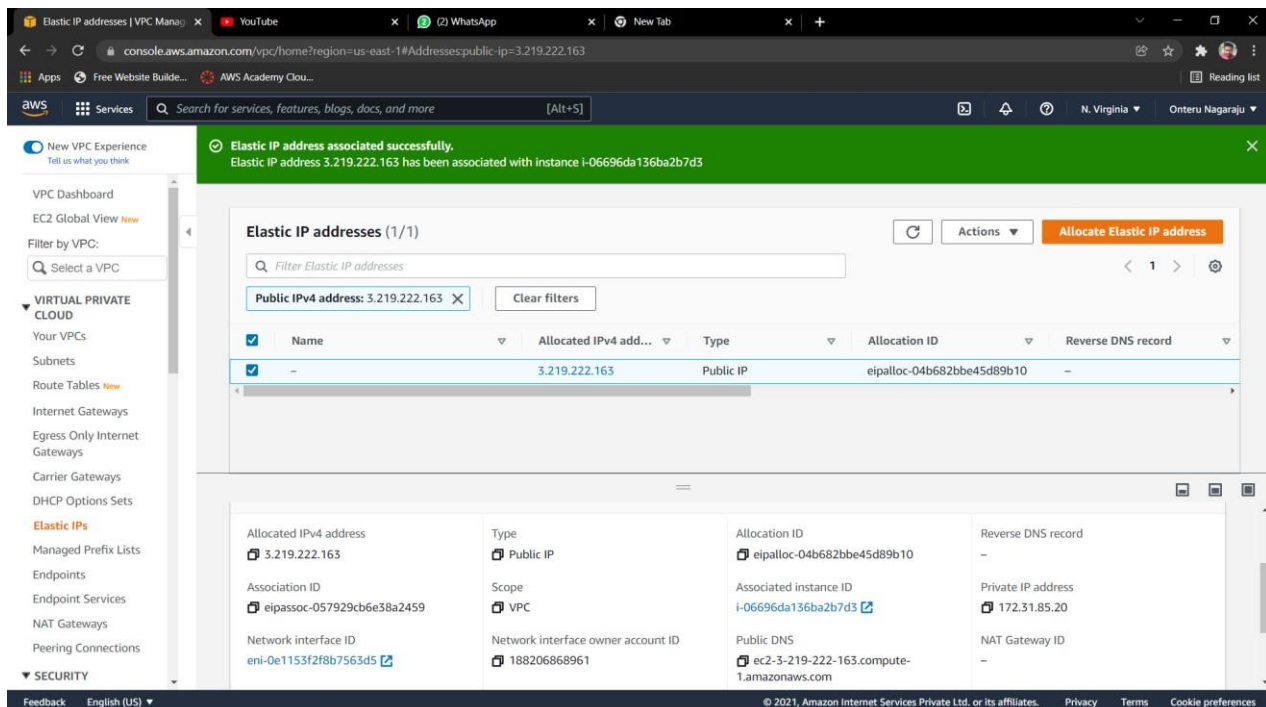 Elastic IP addresses | VPC Manag
YouTube
(2) WhatsApp
New Tab
console.aws.amazon.com/vpc/home?region=us-east-1#Addresses:public-ip=3.219.222.163
Apps
Free Website Builde...
AWS Academy Clou...
Reading list
aws
Services
Search for services, features, blogs, docs, and more
[Alt+S]
N. Virginia
Onteru Nagaraju
New VPC Experience
Tell us what you think
VPC Dashboard
EC2 Global View New
Filter by VPC:
Select a VPC
VIRTUAL PRIVATE
CLOUD
Your VPCs
Subnets
Route Tables New
Internet Gateways
Egress Only Internet
Gateways
Carrier Gateways
DHCP Options Sets
Elastic IPs
Managed Prefix Lists
Endpoints
Endpoint Services
NAT Gateways
Peering Connections
SECURITY
Elastic IP address associated successfully.
Elastic IP address 3.219.222.163 has been associated with instance i-06696da136ba2b7d3
Elastic IP addresses (1/1)
Actions
Allocate Elastic IP address
Filter Elastic IP addresses
1
Public IPv4 address: 3.219.222.163
Clear filters
Name
Allocated IPv4 add...
Type
Allocation ID
Reverse DNS record
–
3.219.222.163
Public IP
eipalloc-04b682bbe45d89b10
–
Allocated IPv4 address
3.219.222.163
Type
Public IP
Allocation ID
eipalloc-04b682bbe45d89b10
Reverse DNS record
–
Association ID
eipassoc-057929cb6e38a2459
Scope
VPC
Associated instance ID
i-06696da136ba2b7d3
Private IP address
172.31.85.20
Network interface ID
eni-0e1153f2f8b7563d5
Network interface owner account ID
188206868961
Public DNS
ec2-3-219-222-163.compute-
1.amazonaws.com
NAT Gateway ID
–
Feedback
English (US)
© 2021, Amazon Internet Services Private Ltd. or its affiliates.
Privacy
Terms
Cookie preferences